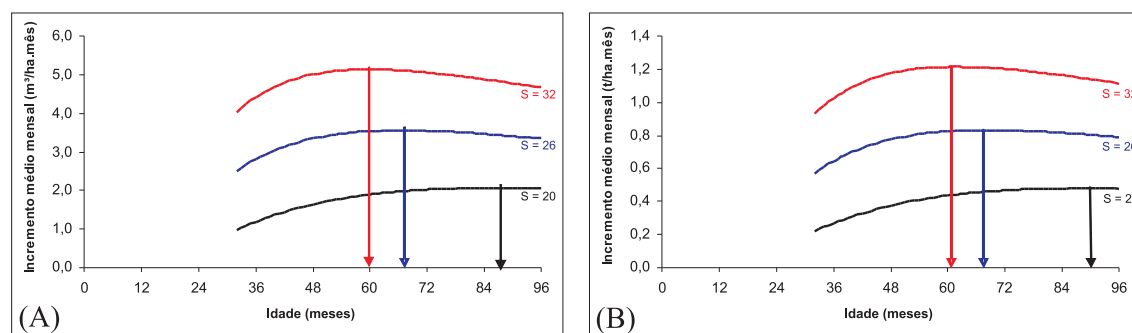 Incremento médio mensal (m³/ha.mês)
6,0
5,0
4,0
3,0
2,0
1,0
0,0
S = 32
S = 26
S = 20
0 12 24 36 48 60 72 84 96
Idade (meses)
(A)
Incremento médio mensal (t/ha.mês)
1,4
1,2
1,0
0,8
0,6
0,4
0,2
0,0
S = 32
S = 26
S = 2
0 12 24 36 48 60 72 84 96
Idade (meses)
(B)